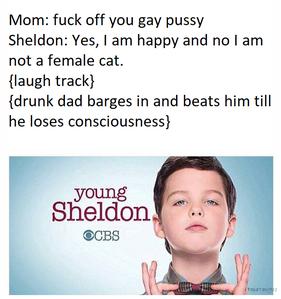 Mom: fuck off you gay pussy
Sheldon: Yes, I am happy and no I am
not a female cat.
{laugh track}
{drunk dad barges in and beats him till
he loses consciousness}
young
Sheldon
CBS